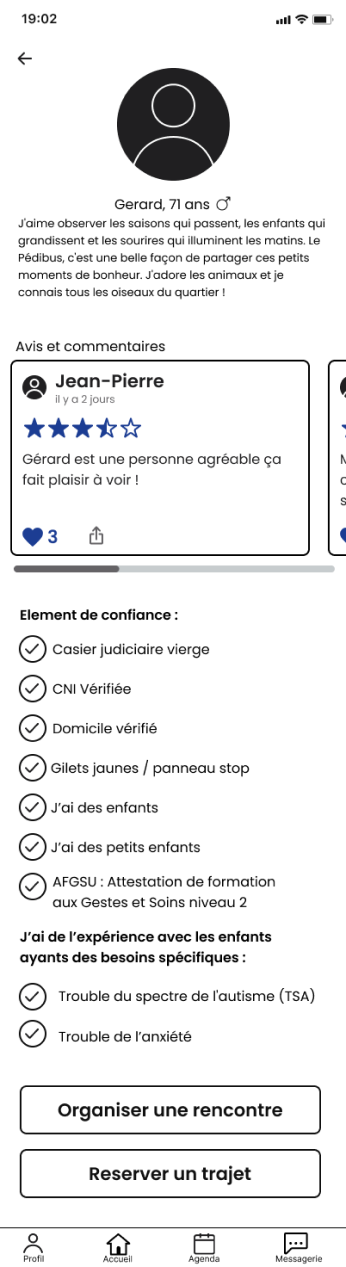 19:02
Gerard, 71 ans ♂
J'aime observer les saisons qui passent, les enfants qui
grandissent et les sourires qui illuminent les matins. Le
Pédibus, c'est une belle façon de partager ces petits
moments de bonheur. J'adore les animaux et je
connais tous les oiseaux du quartier !
Avis et commentaires
Jean-Pierre
il y a 2 jours
Gérard est une personne agréable ça
fait plaisir à voir !
3
Element de confiance :
Casier judiciaire vierge
CNI Vérifiée
Domicile vérifié
Gilets jaunes / panneau stop
J'ai des enfants
J'ai des petits enfants
AFGSU : Attestation de formation
aux Gestes et Soins niveau 2
J'ai de l'expérience avec les enfants
ayants des besoins spécifiques :
Trouble du spectre de l'autisme (TSA)
Trouble de l'anxiété
Organiser une rencontre
Reserver un trajet
Profil
Accueil
Agenda
Messagerie